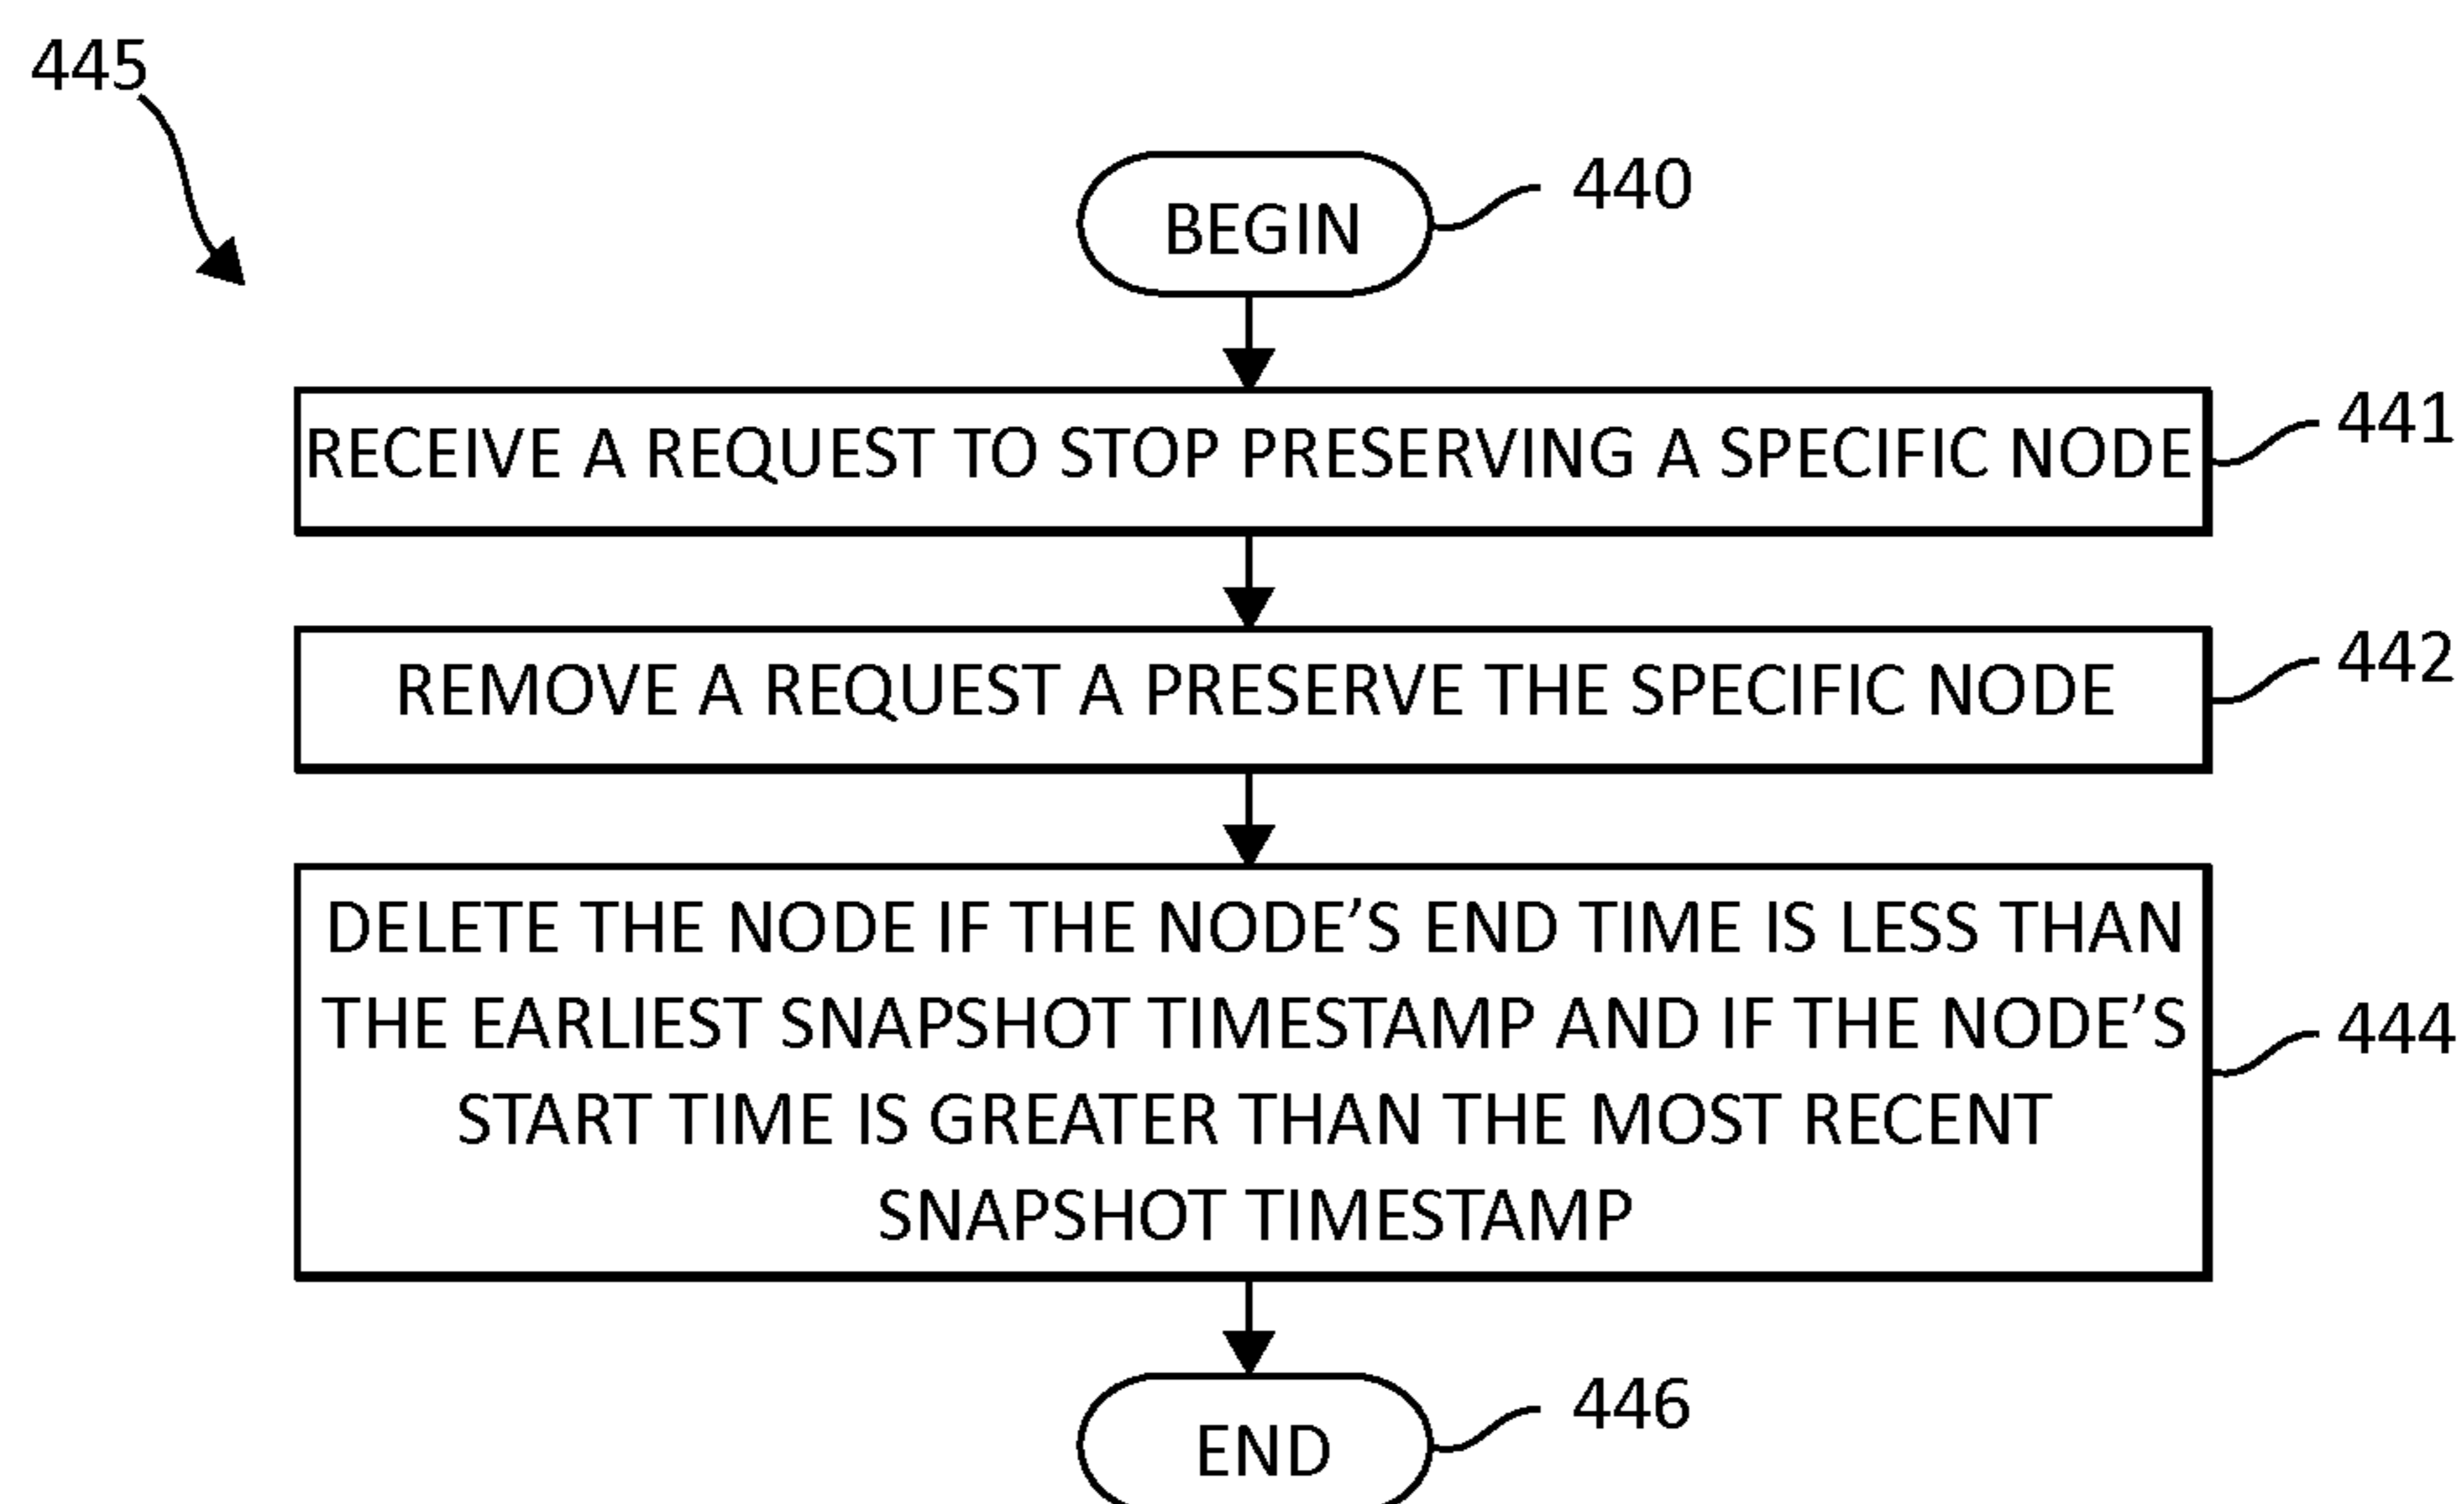 445
BEGIN
440
RECEIVE A REQUEST TO STOP PRESERVING A SPECIFIC NODE
441
REMOVE A REQUEST A PRESERVE THE SPECIFIC NODE
442
DELETE THE NODE IF THE NODE’S END TIME IS LESS THAN
THE EARLIEST SNAPSHOT TIMESTAMP AND IF THE NODE’S
START TIME IS GREATER THAN THE MOST RECENT
SNAPSHOT TIMESTAMP
444
END
446